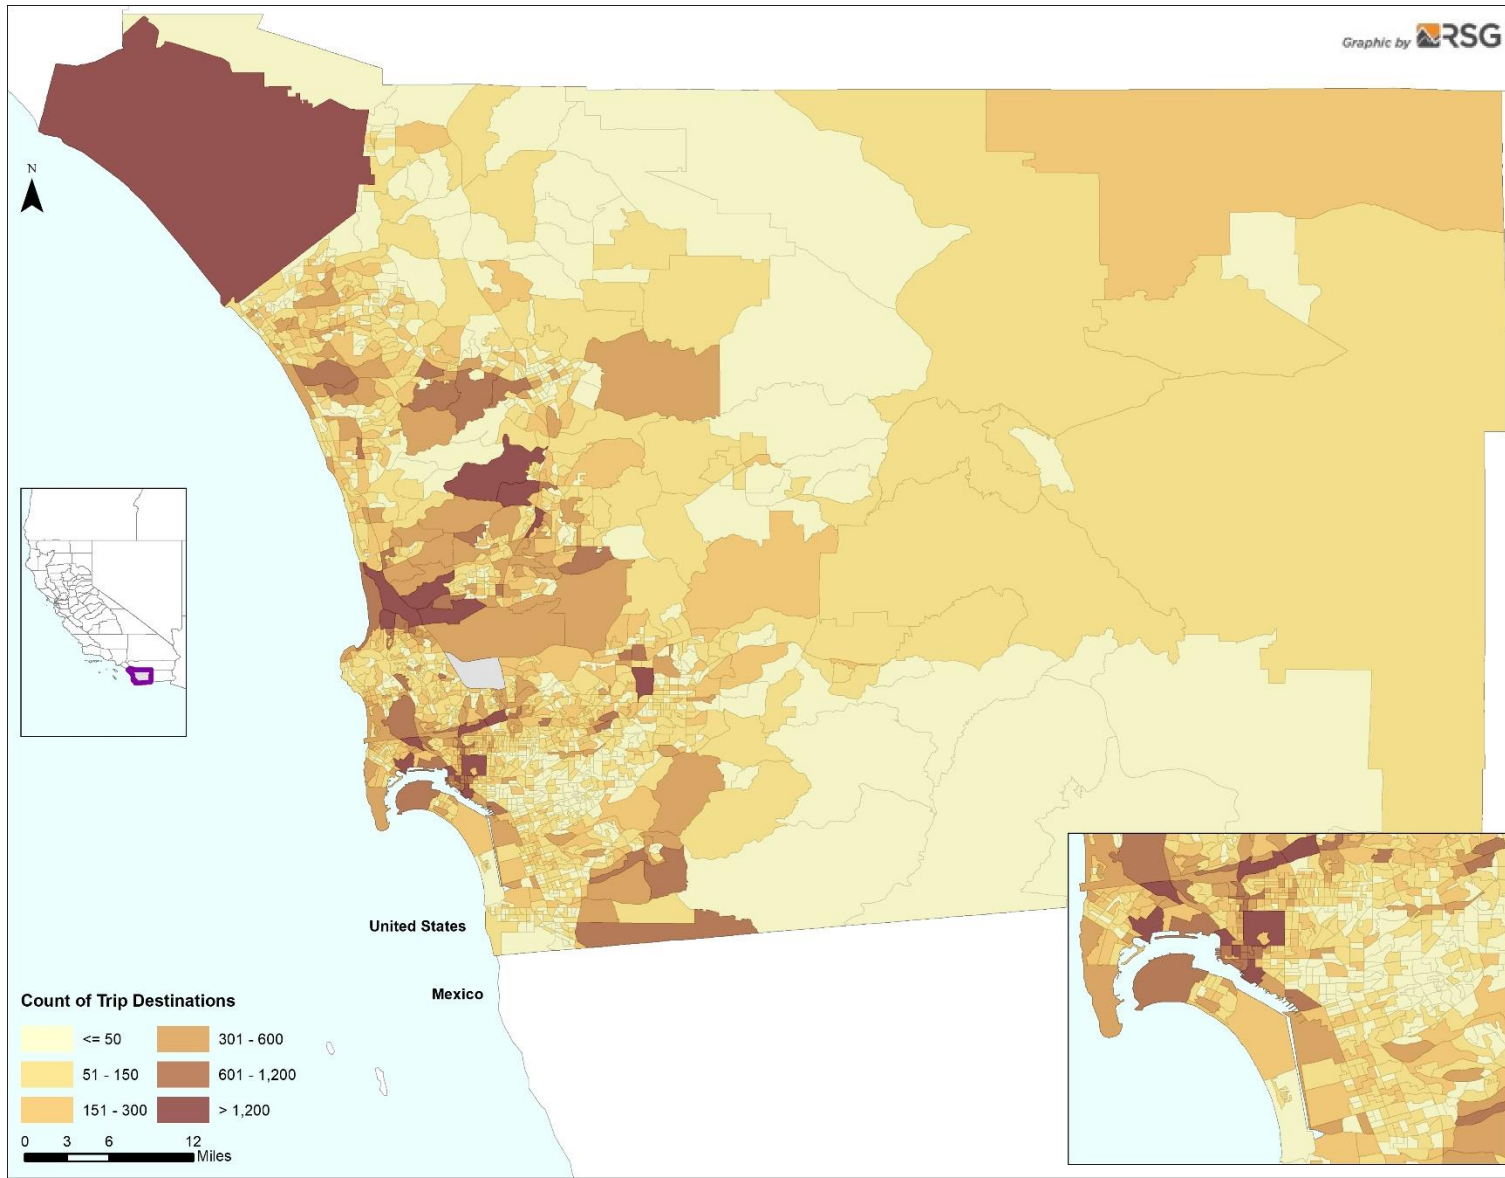 Graphic by RSG
N
United States
Mexico
Count of Trip Destinations
<= 50
301 - 600
51 - 150
601 - 1,200
151 - 300
> 1,200
0 3 6 12
Miles